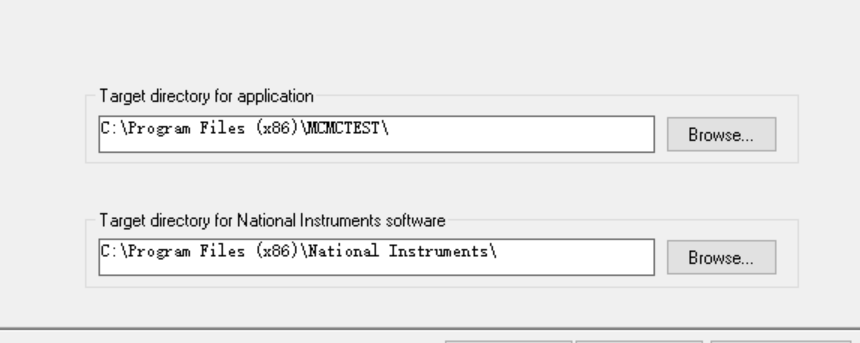 Target directory for application
C:\Program Files (x86)\MCMCTEST\
Browse...
Target directory for National Instruments software
C:\Program Files (x86)\National Instruments\
Browse...